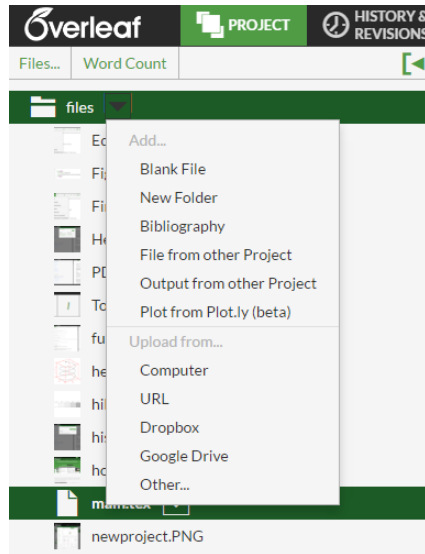 Overleaf
PROJECT
HISTORY &
REVISIONS
Files...
Word Count
files
Add...
Blank File
New Folder
Bibliography
File from other Project
Output from other Project
Plot from Plot.ly (beta)
Upload from...
Computer
URL
Dropbox
Google Drive
Other...
main.tex
newproject.PNG